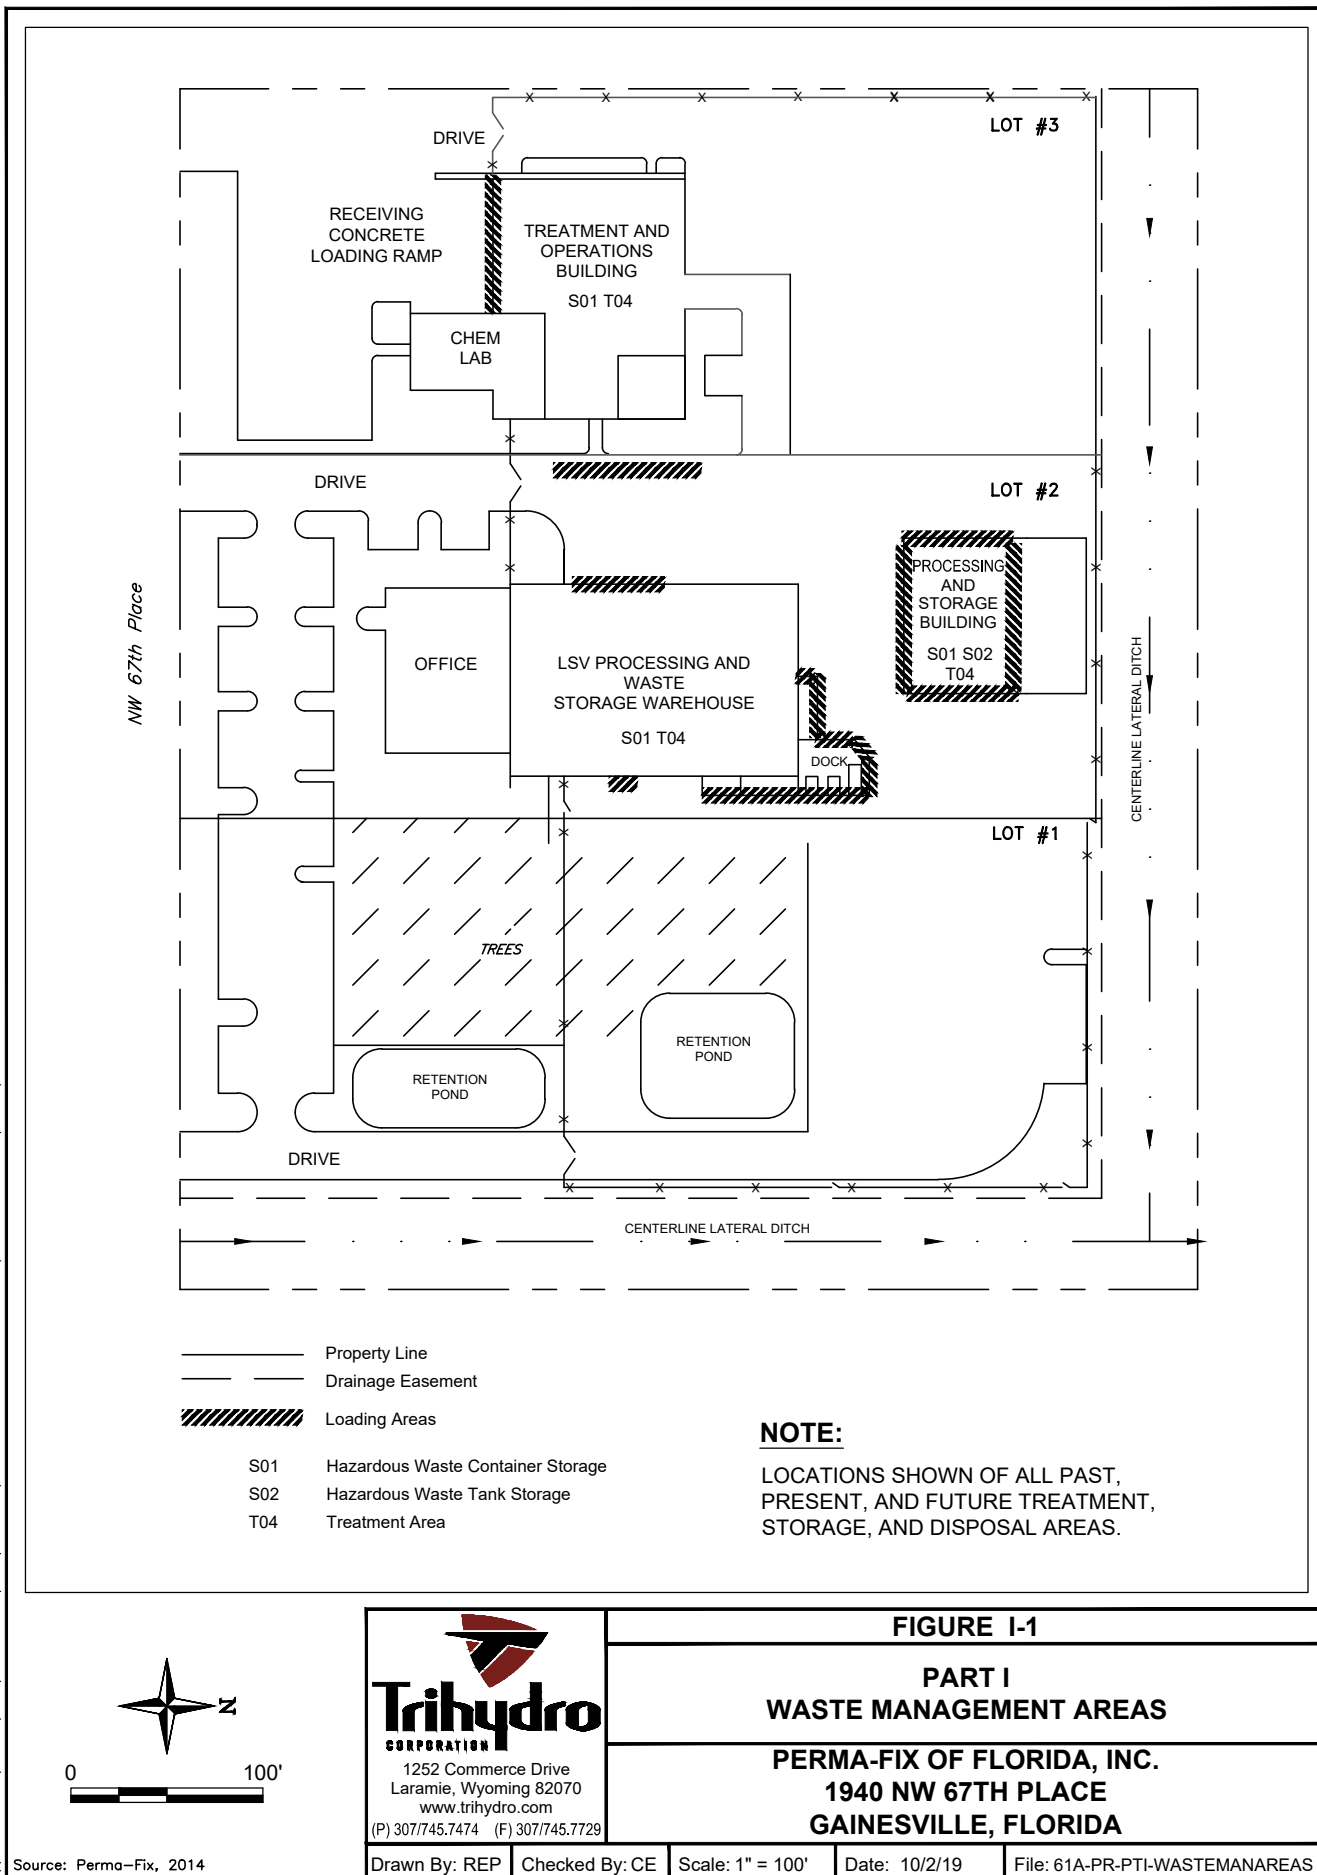 LOT #3
DRIVE
RECEIVING
CONCRETE
LOADING RAMP
TREATMENT AND
OPERATIONS
BUILDING
S01 T04
CHEM
LAB
DRIVE
LOT #2
PROCESSING
AND
STORAGE
BUILDING
S01 S02
T04
NW 67th Place
OFFICE
LSV PROCESSING AND
WASTE
STORAGE WAREHOUSE
S01 T04
DOCK
CENTERLINE LATERAL DITCH
LOT #1
TREES
RETENTION
POND
RETENTION
POND
DRIVE
CENTERLINE LATERAL DITCH
Property Line
Drainage Easement
Loading Areas
S01 Hazardous Waste Container Storage
S02 Hazardous Waste Tank Storage
T04 Treatment Area
NOTE:
LOCATIONS SHOWN OF ALL PAST,
PRESENT, AND FUTURE TREATMENT,
STORAGE, AND DISPOSAL AREAS.
N
0 100'
Source: Perma-Fix, 2014
Trihydro
CORPORATION
1252 Commerce Drive
Laramie, Wyoming 82070
www.trihydro.com
(P) 307/745.7474 (F) 307/745.7729
FIGURE I-1
PART I
WASTE MANAGEMENT AREAS
PERMA-FIX OF FLORIDA, INC.
1940 NW 67TH PLACE
GAINESVILLE, FLORIDA
Drawn By: REP Checked By: CE Scale: 1" = 100' Date: 10/2/19 File: 61A-PR-PTI-WASTEMANAREAS